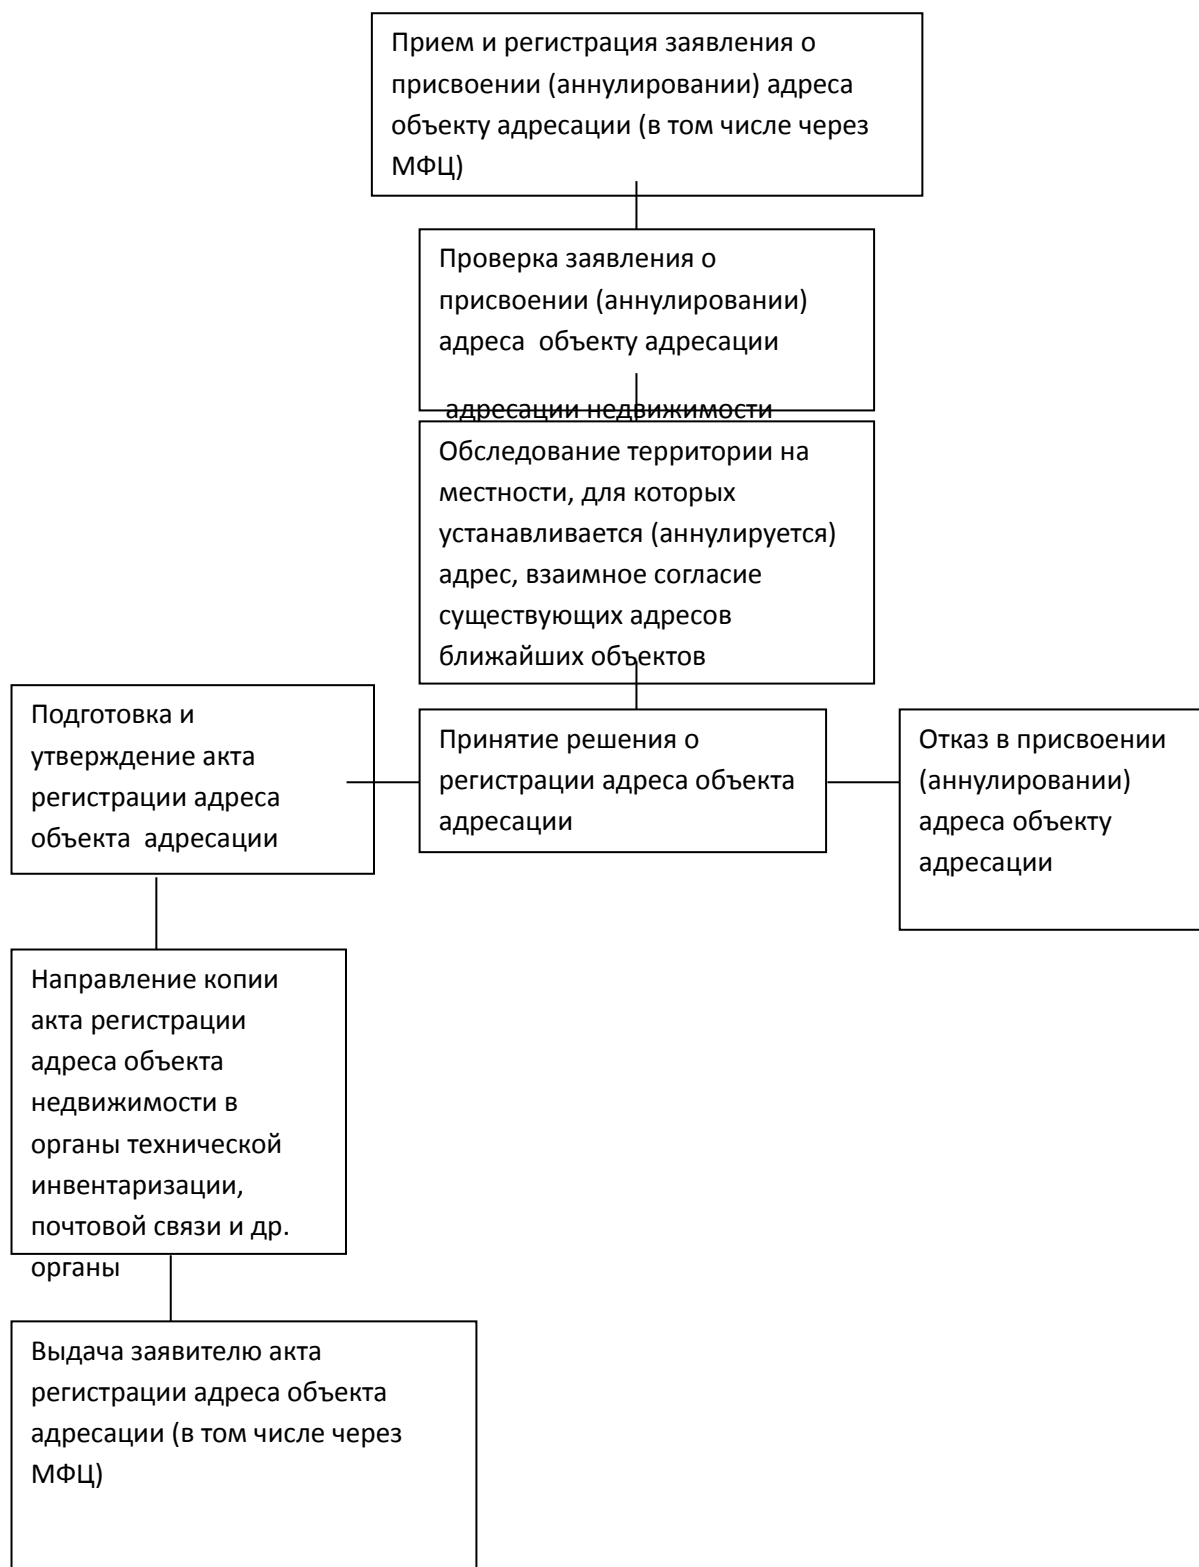 Прием и регистрация заявления о
присвоении (аннулировании) адреса
объекту адресации (в том числе через
МФЦ)
Проверка заявления о
присвоении (аннулировании)
адреса  объекту адресации
адресации недвижимости
Обследование территории на
местности, для которых
устанавливается (аннулируется)
адрес, взаимное согласие
существующих адресов
ближайших объектов
Подготовка и
утверждение акта
регистрации адреса
объекта  адресации
Принятие решения о
регистрации адреса объекта
адресации
Отказ в присвоении
(аннулировании)
адреса объекту
адресации
Направление копии
акта регистрации
адреса объекта
недвижимости в
органы технической
инвентаризации,
почтовой связи и др.
органы
Выдача заявителю акта
регистрации адреса объекта
адресации (в том числе через
МФЦ)